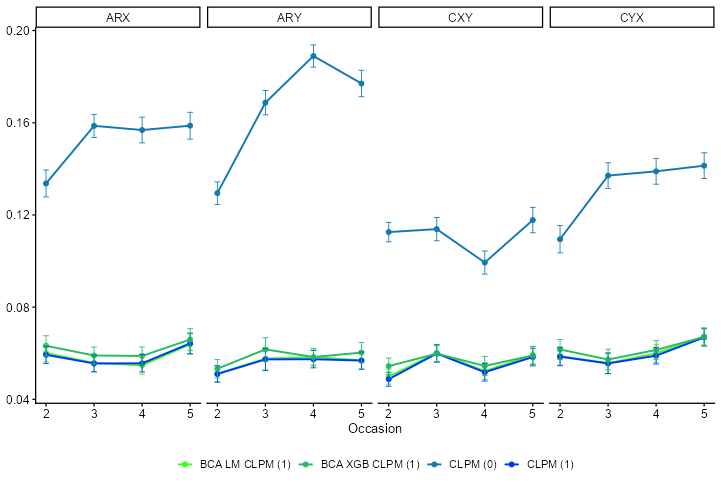 ARX ARY CXY CYX
0.20
0.16
0.12
0.08
0.04
2 3 4 5 2 3 4 5 2 3 4 5 2 3 4 5
Occasion
BCA LM CLPM (1) BCA XGB CLPM (1) CLPM (0) CLPM (1)